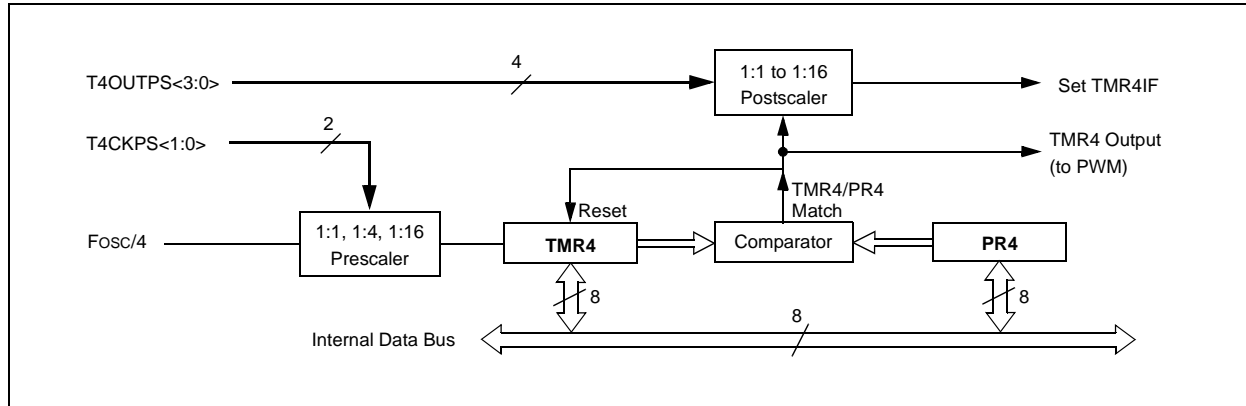 T4OUTPS<3:0>
4
1:1 to 1:16
Postscaler
Set TMR4IF
T4CKPS<1:0>
2
TMR4 Output
(to PWM)
TMR4/PR4
Match
Reset
FOSC/4
1:1, 1:4, 1:16
Prescaler
TMR4
Comparator
PR4
8
8
8
Internal Data Bus